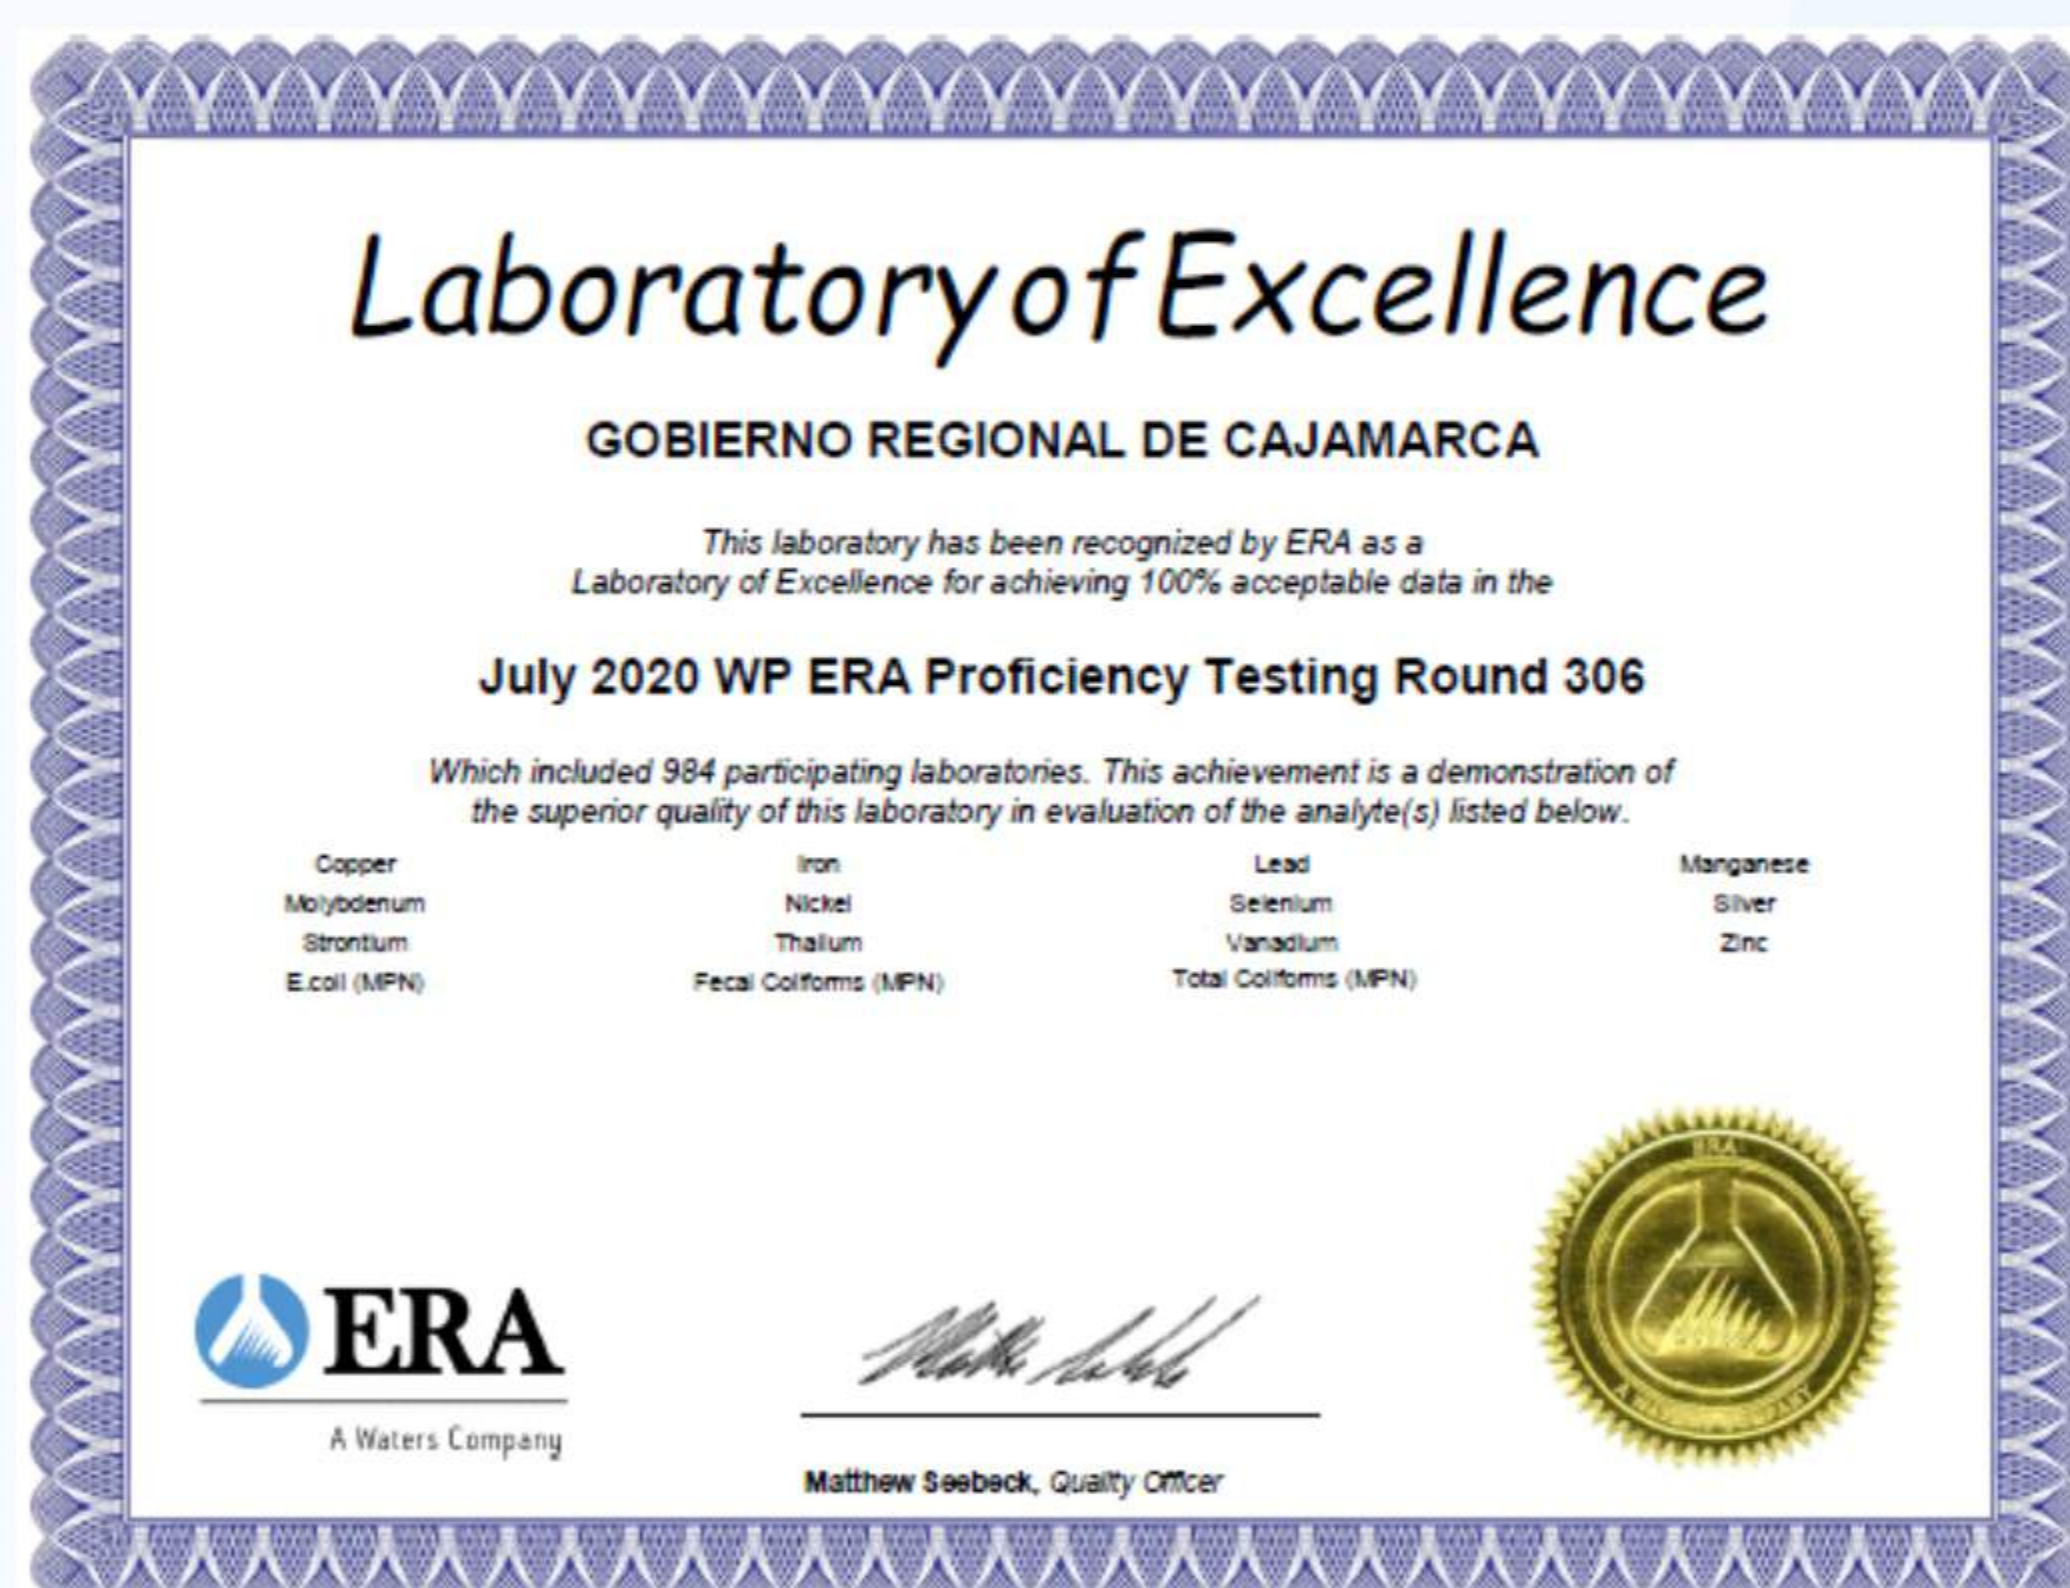 Laboratory of Excellence
GOBIERNO REGIONAL DE CAJAMARCA
This laboratory has been recognized by ERA as a
Laboratory of Excellence for achieving 100% acceptable data in the
July 2020 WP ERA Proficiency Testing Round 306
Which included 984 participating laboratories. This achievement is a demonstration of
the superior quality of this laboratory in evaluation of the analyte(s) listed below.
Copper Iron Lead Manganese
Molybdenum Nickel Selenium Silver
Strontium Thallium Vanadium Zinc
E.coli (MPN) Fecal Coliforms (MPN) Total Coliforms (MPN)
ERA
A Waters Company
Matthew Seebeck, Quality Officer
ERA